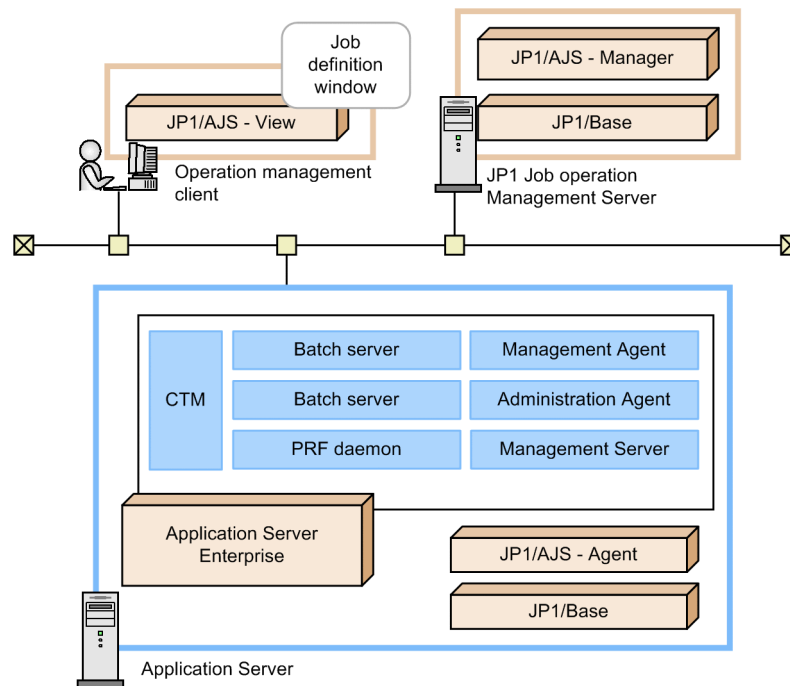 Job
definition
window
JP1/AJS - View
Operation management
client
JP1/AJS - Manager
JP1/Base
JP1 Job operation
Management Server
CTM
Batch server
Management Agent
Batch server
Administration Agent
PRF daemon
Management Server
Application Server
Enterprise
JP1/AJS - Agent
JP1/Base
Application Server